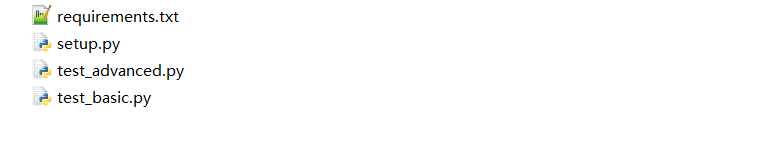 requirements.txt
setup.py
test_advanced.py
test_basic.py